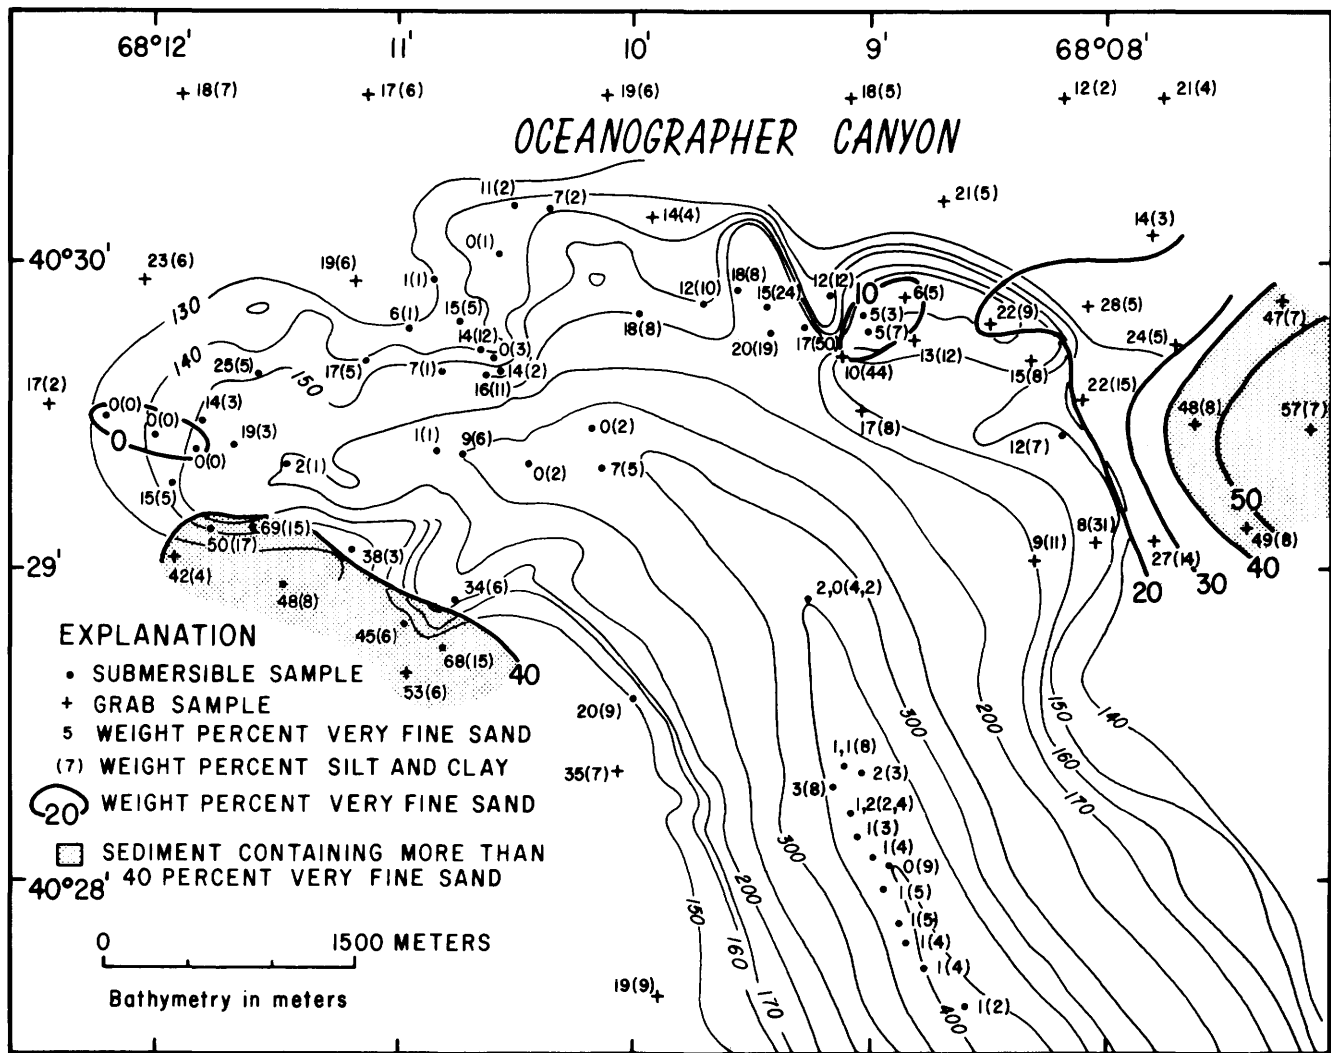 68°12' 11' 10' 9' 68°08'
18(7) 17(6) 19(6) 18(5) 12(2) 21(4)
OCEANOGRAPHER CANYON
11(2) 7(2) 14(4) 21(5) 14(3)
0(1)
40°30'
23(6) 19(6) 1(1) 12(10) 18(8) 15(24) 12(12) 10 6(5) 28(5) 47(7)
130 6(1) 15(5) 18(8) 5(3) 22(9)
14(12) 0(3) 20(19) 17(50) 5(7) 13(12) 24(5)
140 25(5) 150 17(5) 7(1) 14(2) 10(44) 15(8)
16(11)
17(2) 0(0) 0(0) 14(3) 22(15) 48(8) 57(7)
0 19(3) 1(1) 9(6) 0(2) 17(8) 12(7)
0(0)
2(1) 0(2) 7(5)
15(5) 50
69(15) 8(31)
50(17) 49(8)
29' 42(4) 38(3) 9(11) 27(14) 40
48(8) 34(6) 2,0(4,2) 20 30
EXPLANATION 45(6)
68(15)
SUBMERSIBLE SAMPLE 53(6) 40
GRAB SAMPLE 20(9) 300 200 150 140
5 WEIGHT PERCENT VERY FINE SAND
160
(7) WEIGHT PERCENT SILT AND CLAY 35(7) 1,1(8) 2(3)
3(8) 170
20 WEIGHT PERCENT VERY FINE SAND 1,2(2,4)
1(3)
SEDIMENT CONTAINING MORE THAN 300 1(4)
40 PERCENT VERY FINE SAND 0(9)
40°28' 200 1(5)
150 1(5)
0 1500 METERS 160 1(4)
1(4)
Bathymetry in meters 19(9) 170 400 1(2)